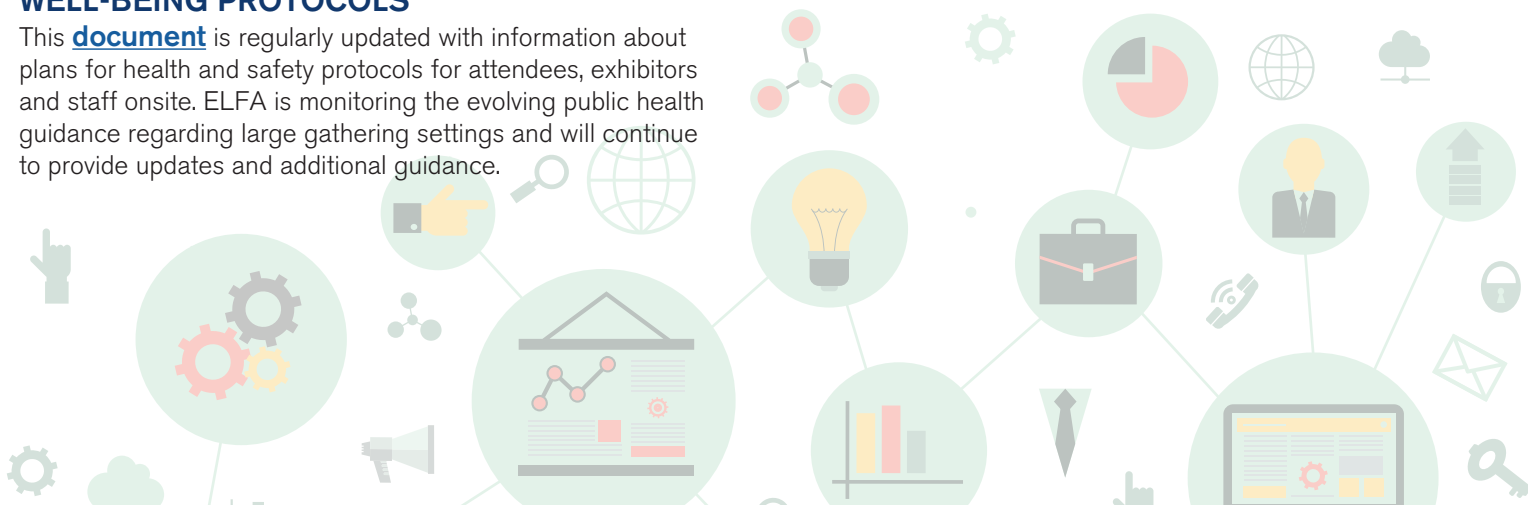 WELL-BEING PROTOCOLS
This document is regularly updated with information about
plans for health and safety protocols for attendees, exhibitors
and staff onsite. ELFA is monitoring the evolving public health
guidance regarding large gathering settings and will continue
to provide updates and additional guidance.